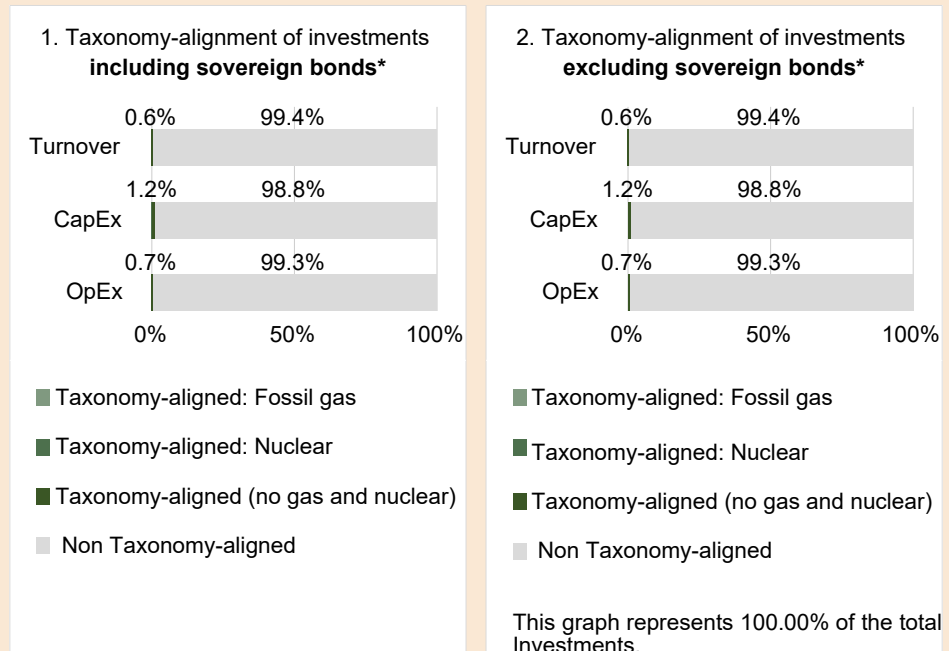 1. Taxonomy-alignment of investments
including sovereign bonds*
0.6% 99.4%
Turnover
1.2% 98.8%
CapEx
0.7% 99.3%
OpEx
0% 50% 100%
Taxonomy-aligned: Fossil gas
Taxonomy-aligned: Nuclear
Taxonomy-aligned (no gas and nuclear)
Non Taxonomy-aligned
2. Taxonomy-alignment of investments
excluding sovereign bonds*
0.6% 99.4%
Turnover
1.2% 98.8%
CapEx
0.7% 99.3%
OpEx
0% 50% 100%
Taxonomy-aligned: Fossil gas
Taxonomy-aligned: Nuclear
Taxonomy-aligned (no gas and nuclear)
Non Taxonomy-aligned
This graph represents 100.00% of the total
Investments.